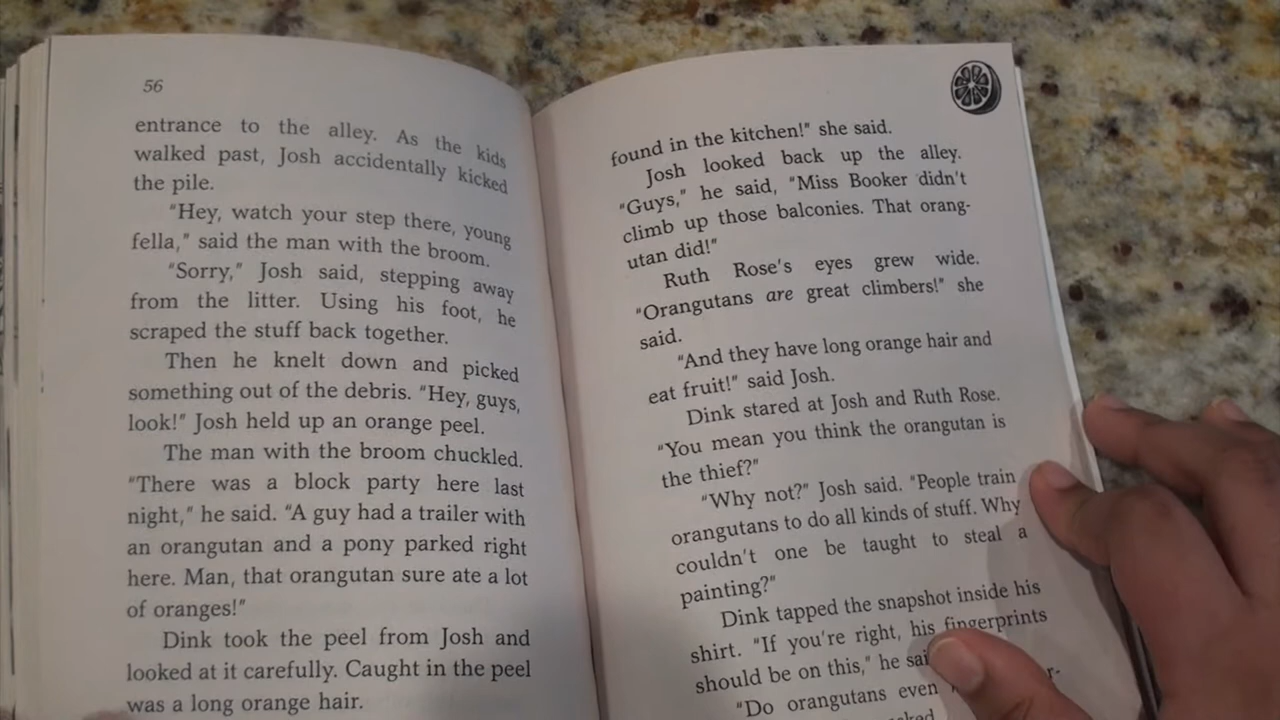 56
entrance to the alley. As the kids
walked past, Josh accidentally kicked
the pile.
"Hey, watch your step there, young
fella," said the man with the broom.
"Sorry," Josh said, stepping away
from the litter. Using his foot, he
scraped the stuff back together.
Then he knelt down and picked
something out of the debris. "Hey, guys,
look!" Josh held up an orange peel.
The man with the broom chuckled.
"There was a block party here last
night," he said. "A guy had a trailer with
an orangutan and a pony parked right
here. Man, that orangutan sure ate a lot
of oranges!"
Dink took the peel from Josh and
looked at it carefully. Caught in the peel
was a long orange hair.
found in the kitchen!" she said.
Josh looked back up the alley.
"Guys," he said, "Miss Booker didn't
climb up those balconies. That orang-
utan did!"
Ruth Rose's eyes grew wide.
"Orangutans are great climbers!" she
said.
"And they have long orange hair and
eat fruit!" said Josh.
Dink stared at Josh and Ruth Rose.
"You mean you think the orangutan is
the thief?"
"Why not?" Josh said. "People train
orangutans to do all kinds of stuff. Why
couldn't one be taught to steal a
painting?"
Dink tapped the snapshot inside his
shirt. "If you're right, his fingerprints
should be on this," he
"Do orangutans even